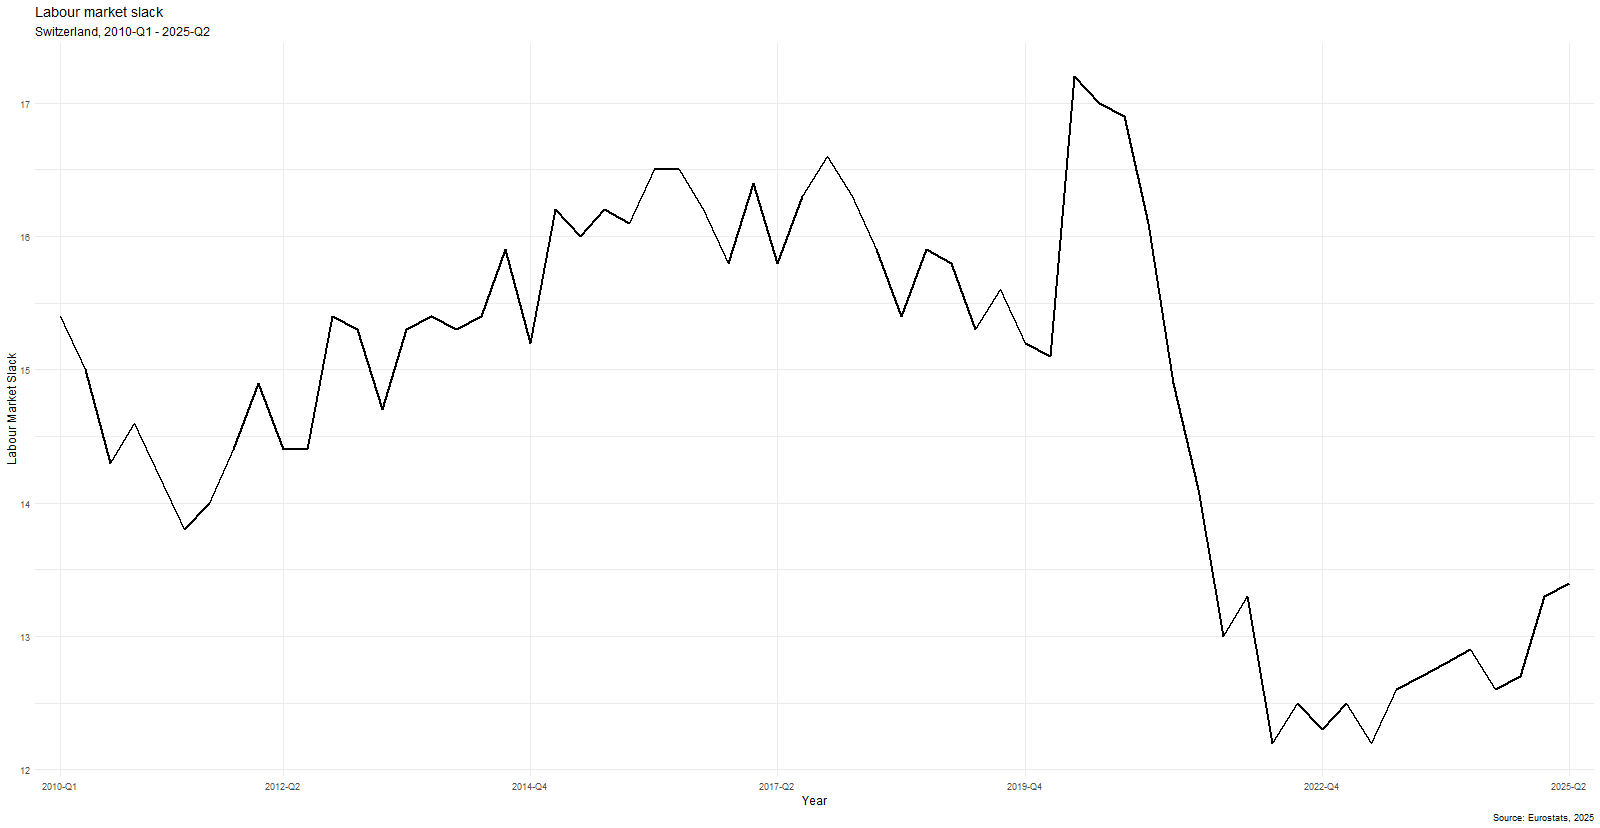 Labour market slack
Switzerland, 2010-Q1 - 2025-Q2
Labour Market Slack
17
16
15
14
13
12
2010-Q1
2012-Q2
2014-Q4
2017-Q2
2019-Q4
2022-Q4
2025-Q2
Year
Source: Eurostats, 2025